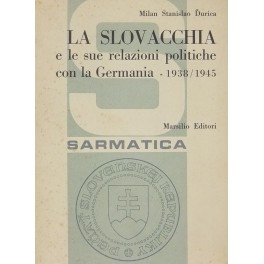 Milan Stanislao Ďurica
LA SLOVACCHIA
e le sue relazioni politiche
con la Germania - 1938/1945
Marsilio Editori
SARMATICA